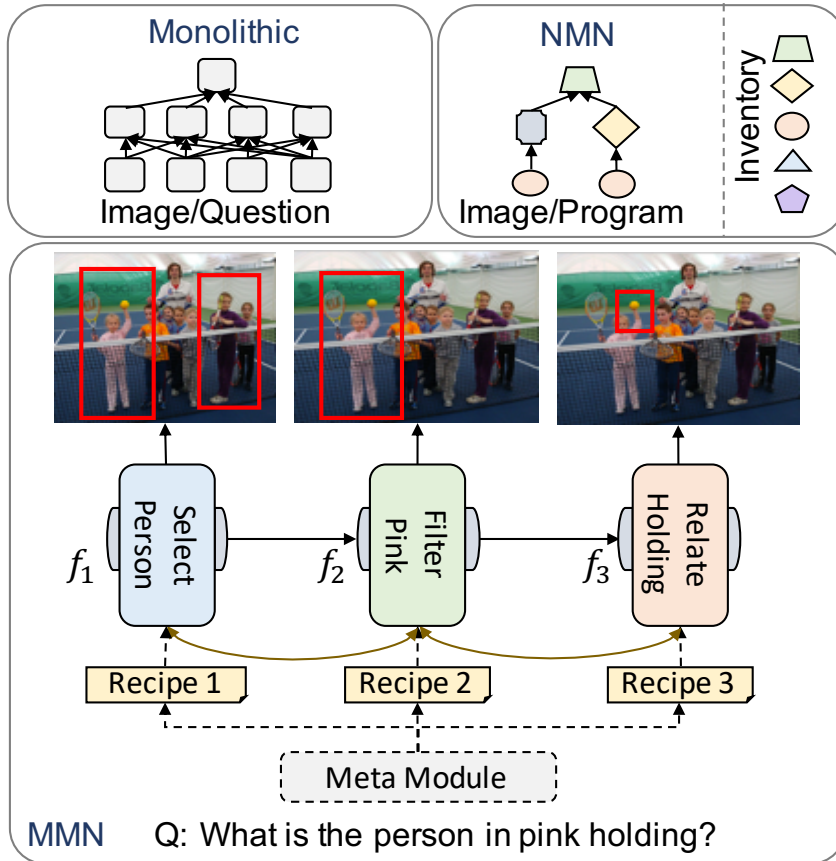 Monolithic
Image/Question
NMN
Image/Program
Inventory
f₁
Select
Person
f₂
Filter
Pink
f₃
Relate
Holding
Recipe 1
Recipe 2
Recipe 3
Meta Module
MMN Q: What is the person in pink holding?